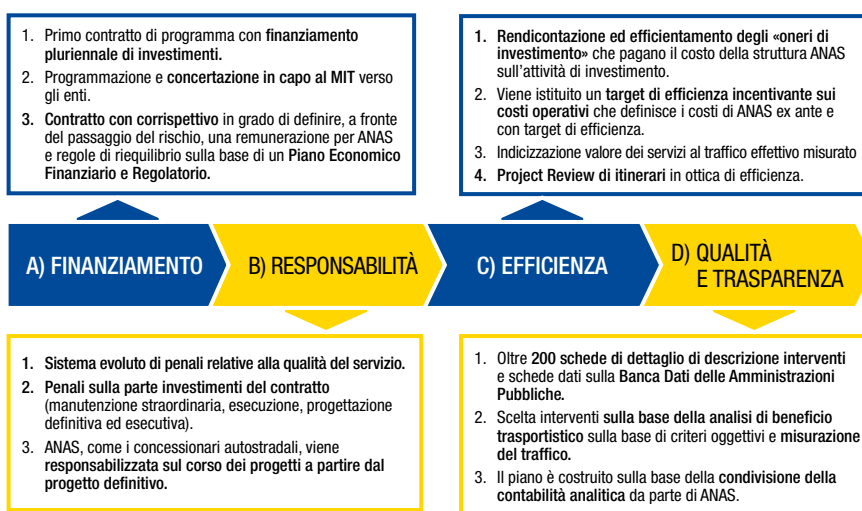 1. Primo contratto di programma con finanziamento
pluriennale di investimenti.
2. Programmazione e concertazione in capo al MIT verso
gli enti.
3. Contratto con corrispettivo in grado di definire, a fronte
del passaggio del rischio, una remunerazione per ANAS
e regole di riequilibrio sulla base di un Piano Economico
Finanziario e Regolatorio.
1. Rendicontazione ed efficientamento degli «oneri di
investimento» che pagano il costo della struttura ANAS
sull'attività di investimento.
2. Viene istituito un target di efficienza incentivante sui
costi operativi che definisce i costi di ANAS ex ante e
con target di efficienza.
3. Indicizzazione valore dei servizi al traffico effettivo misurato
4. Project Review di itinerari in ottica di efficienza.
A) FINANZIAMENTO
B) RESPONSABILITÀ
C) EFFICIENZA
D) QUALITÀ
E TRASPARENZA
1. Sistema evoluto di penali relative alla qualità del servizio.
2. Penali sulla parte investimenti del contratto
(manutenzione straordinaria, esecuzione, progettazione
definitiva ed esecutiva).
3. ANAS, come i concessionari autostradali, viene
responsabilizzata sul corso dei progetti a partire dal
progetto definitivo.
1. Oltre 200 schede di dettaglio di descrizione interventi
e schede dati sulla Banca Dati delle Amministrazioni
Pubbliche.
2. Scelta interventi sulla base della analisi di beneficio
trasportistico sulla base di criteri oggettivi e misurazione
del traffico.
3. Il piano è costruito sulla base della condivisione della
contabilità analitica da parte di ANAS.